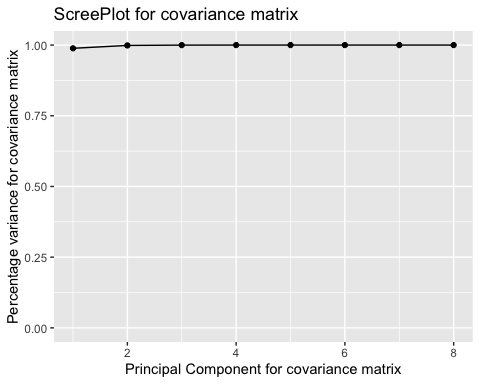 ScreePlot for covariance matrix
Percentage variance for covariance matrix
1.00
0.75
0.50
0.25
0.00
2 4 6 8
Principal Component for covariance matrix